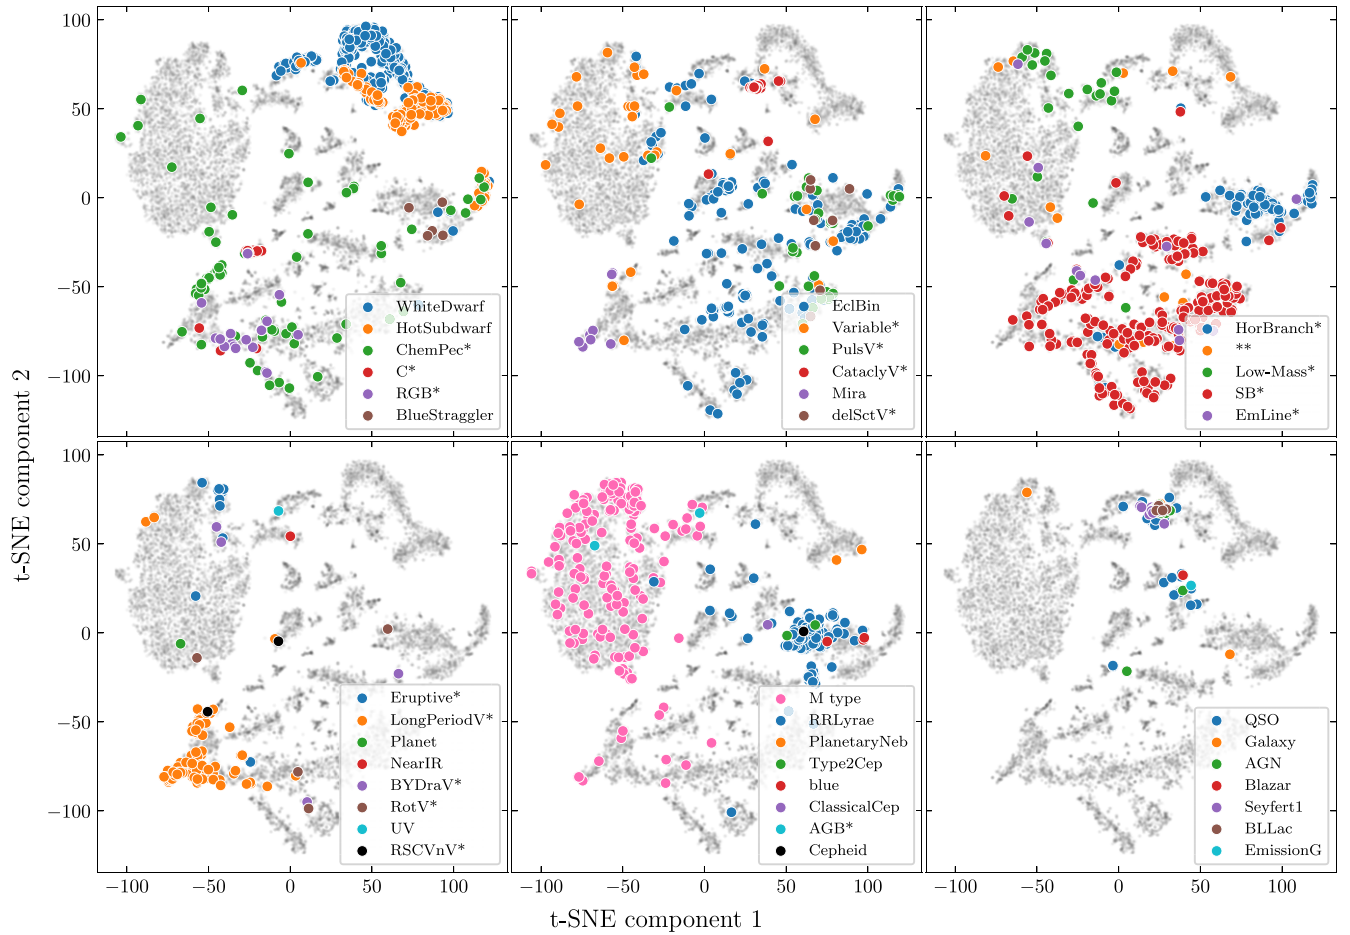 100
50
0
−50
−100
WhiteDwarf
HotSubdwarf
ChemPec*
C*
RGB*
BlueStraggler
EclBin
Variable*
PulsV*
CataclyV*
Mira
delSctV*
HorBranch*
**
Low-Mass*
SB*
EmLine*
t-SNE component 2
100
50
0
−50
−100
Eruptive*
LongPeriodV*
Planet
NearIR
BYDraV*
RotV*
UV
RSCVnV*
M type
RRLyrae
PlanetaryNeb
Type2Cep
blue
ClassicalCep
AGB*
Cepheid
QSO
Galaxy
AGN
Blazar
Seyfert1
BLLac
EmissionG
−100 −50 0 50 100 −100 −50 0 50 100 −100 −50 0 50 100
t-SNE component 1